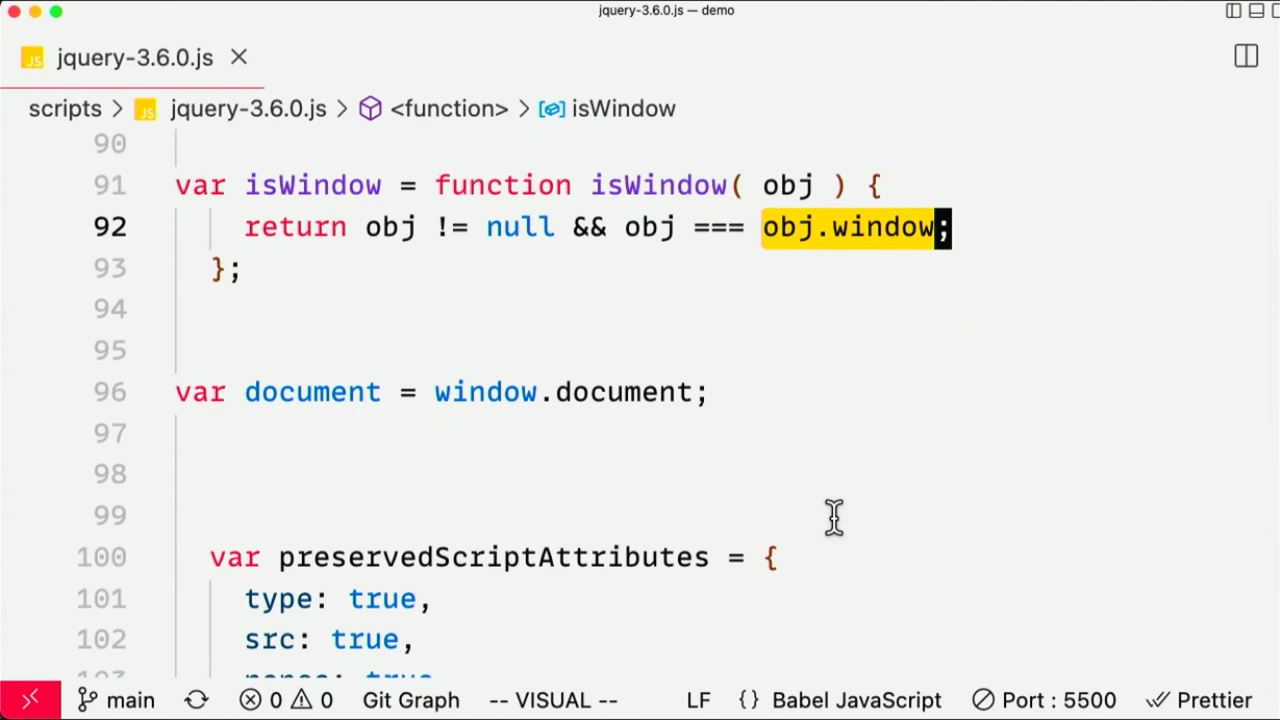 jquery-3.6.0.js — demo
JS jquery-3.6.0.js
scripts > JS jquery-3.6.0.js > <function> > isWindow
90
91 var isWindow = function isWindow( obj ) {
92 return obj != null && obj === obj.window;
93 };
94
95
96 var document = window.document;
97
98
99
100 var preservedScriptAttributes = {
101 type: true,
102 src: true,
main 0 0 Git Graph -- VISUAL -- LF {} Babel JavaScript Port : 5500 Prettier